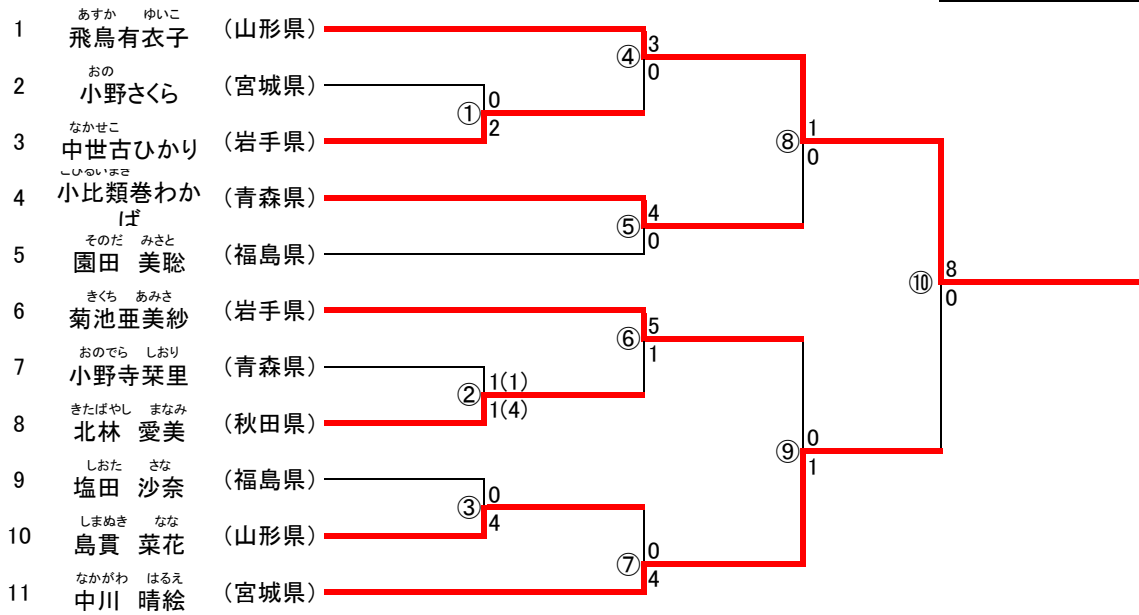 あすか ゆいこ
1 飛鳥有衣子 (山形県)
3
④
0
おの
2 小野さくら (宮城県)
0
①
2
なかせこ
3 中世古ひかり (岩手県)
1
⑧
0
こひるいまき
4 小比類巻わか (青森県)
ば
4
⑤
0
そのだ みさと
5 園田 美聡 (福島県)
8
⑩
0
きくち あみさ
6 菊池亜美紗 (岩手県)
5
⑥
1
おのでら しおり
7 小野寺栞里 (青森県)
1(1)
②
1(4)
きたばやし まなみ
8 北林 愛美 (秋田県)
0
⑨
1
しおた さな
9 塩田 沙奈 (福島県)
0
③
4
しまぬき なな
10 島貫 菜花 (山形県)
0
⑦
4
なかがわ はるえ
11 中川 晴絵 (宮城県)